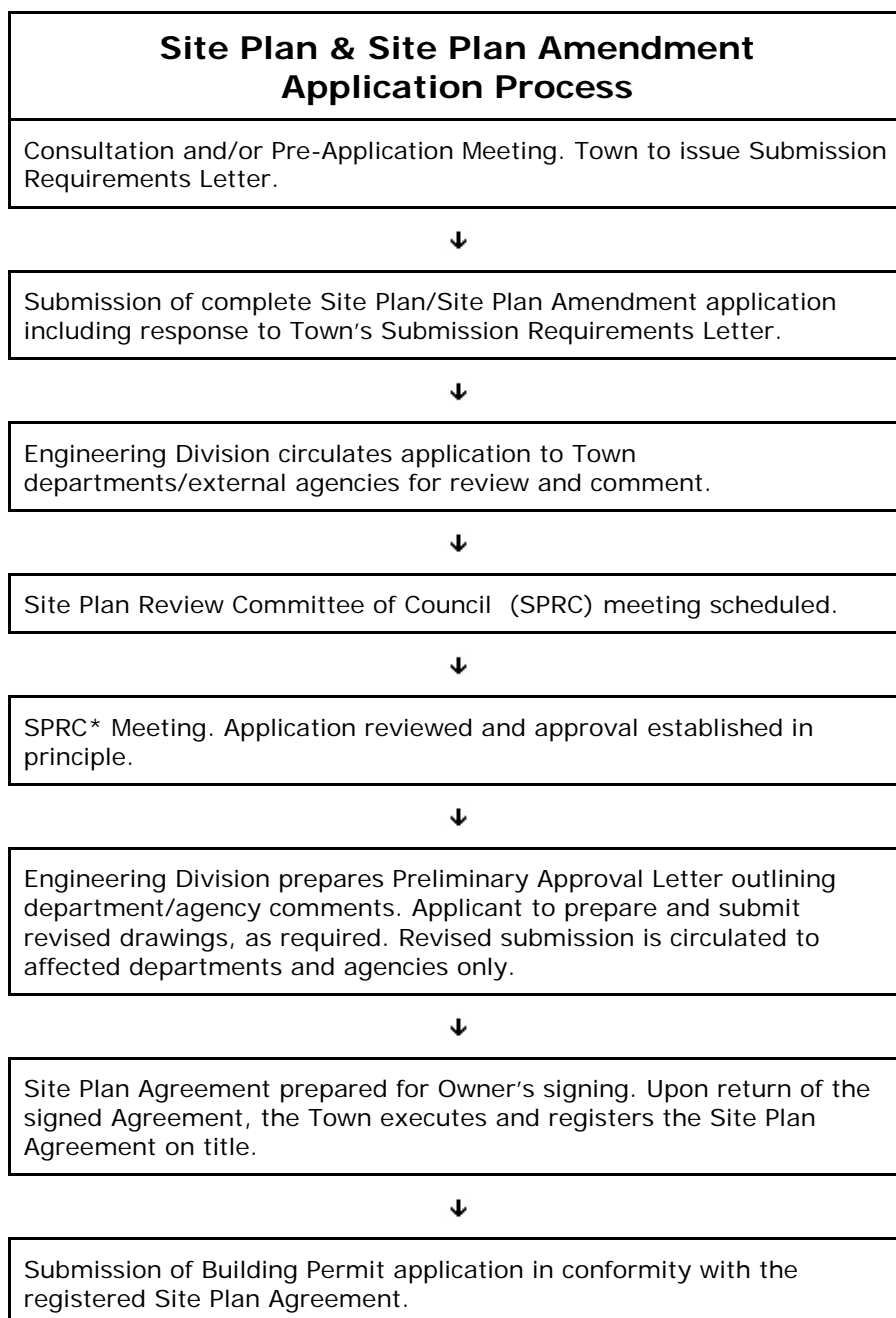 Site Plan & Site Plan Amendment
Application Process
Consultation and/or Pre-Application Meeting. Town to issue Submission
Requirements Letter.
Submission of complete Site Plan/Site Plan Amendment application
including response to Town's Submission Requirements Letter.
Engineering Division circulates application to Town
departments/external agencies for review and comment.
Site Plan Review Committee of Council (SPRC) meeting scheduled.
SPRC* Meeting. Application reviewed and approval established in
principle.
Engineering Division prepares Preliminary Approval Letter outlining
department/agency comments. Applicant to prepare and submit
revised drawings, as required. Revised submission is circulated to
affected departments and agencies only.
Site Plan Agreement prepared for Owner's signing. Upon return of the
signed Agreement, the Town executes and registers the Site Plan
Agreement on title.
Submission of Building Permit application in conformity with the
registered Site Plan Agreement.